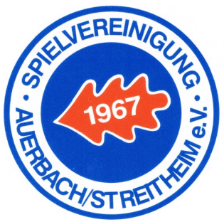 · SPIELVEREINIGUNG ·
1967
AUERBACH/STREITHEIM e.V.